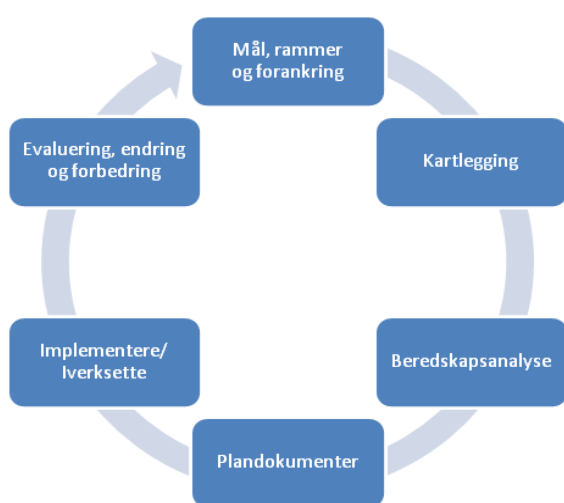 Mål, rammer
og forankring
Kartlegging
Beredskapsanalyse
Plandokumenter
Implementere/
Iverksette
Evaluering, endring
og forbedring